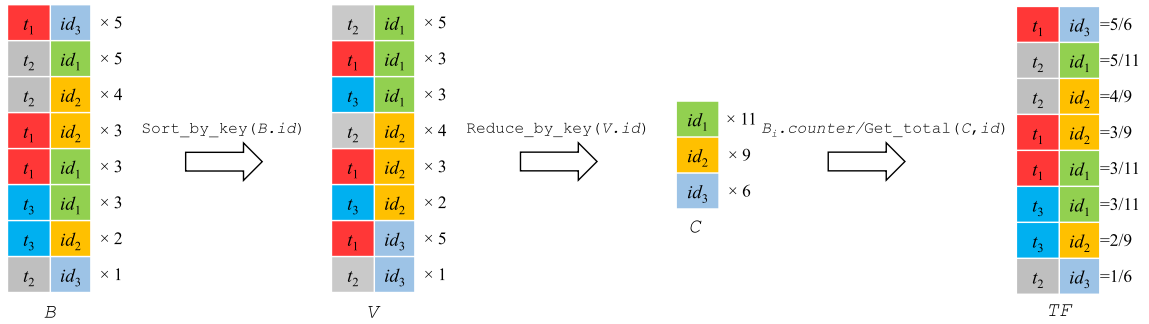 t1 id3 × 5
t2 id1 × 5
t2 id2 × 4
t1 id2 × 3
t1 id1 × 3
t3 id1 × 3
t3 id2 × 2
t2 id3 × 1
B
Sort_by_key(B.id)
t2 id1 × 5
t1 id1 × 3
t3 id1 × 3
t2 id2 × 4
t1 id2 × 3
t3 id2 × 2
t1 id3 × 5
t2 id3 × 1
V
Reduce_by_key(V.id)
id1 × 11
id2 × 9
id3 × 6
C
Bi.counter/Get_total(C,id)
t1 id3 =5/6
t2 id1 =5/11
t2 id2 =4/9
t1 id2 =3/9
t1 id1 =3/11
t3 id1 =3/11
t3 id2 =2/9
t2 id3 =1/6
TF